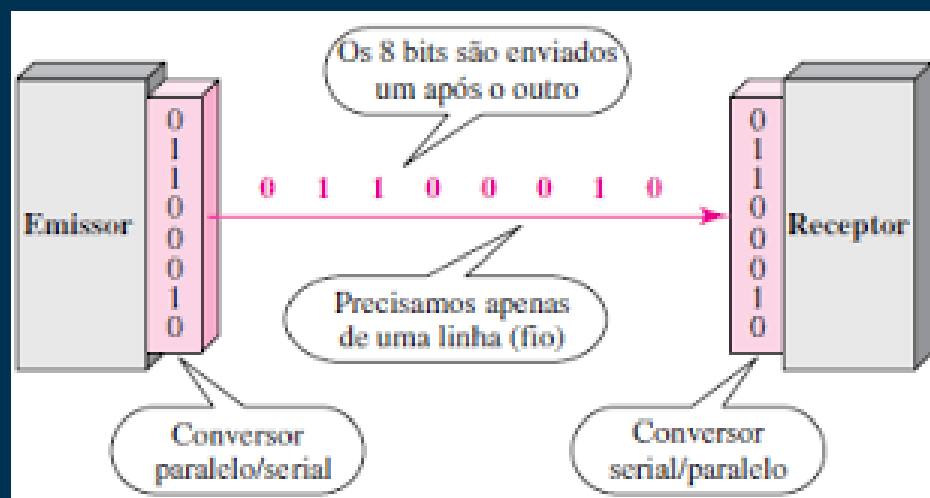 Os 8 bits são enviados
um após o outro
Emissor
0
1
1
0
0
0
1
0
0 1 1 0 0 0 1 0
0
1
1
0
0
0
1
0
Receptor
Precisamos apenas
de uma linha (fio)
Conversor
paralelo/serial
Conversor
serial/paralelo